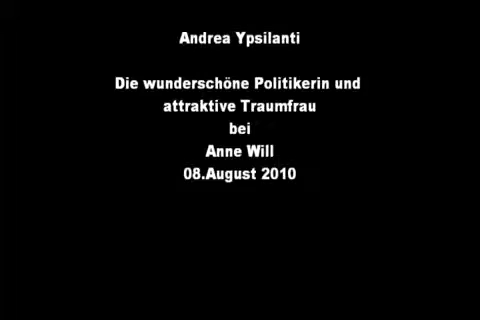 Andrea Ypsilanti
Die wunderschöne Politikerin und
attraktive Traumfrau
bei
Anne Will
08.August 2010